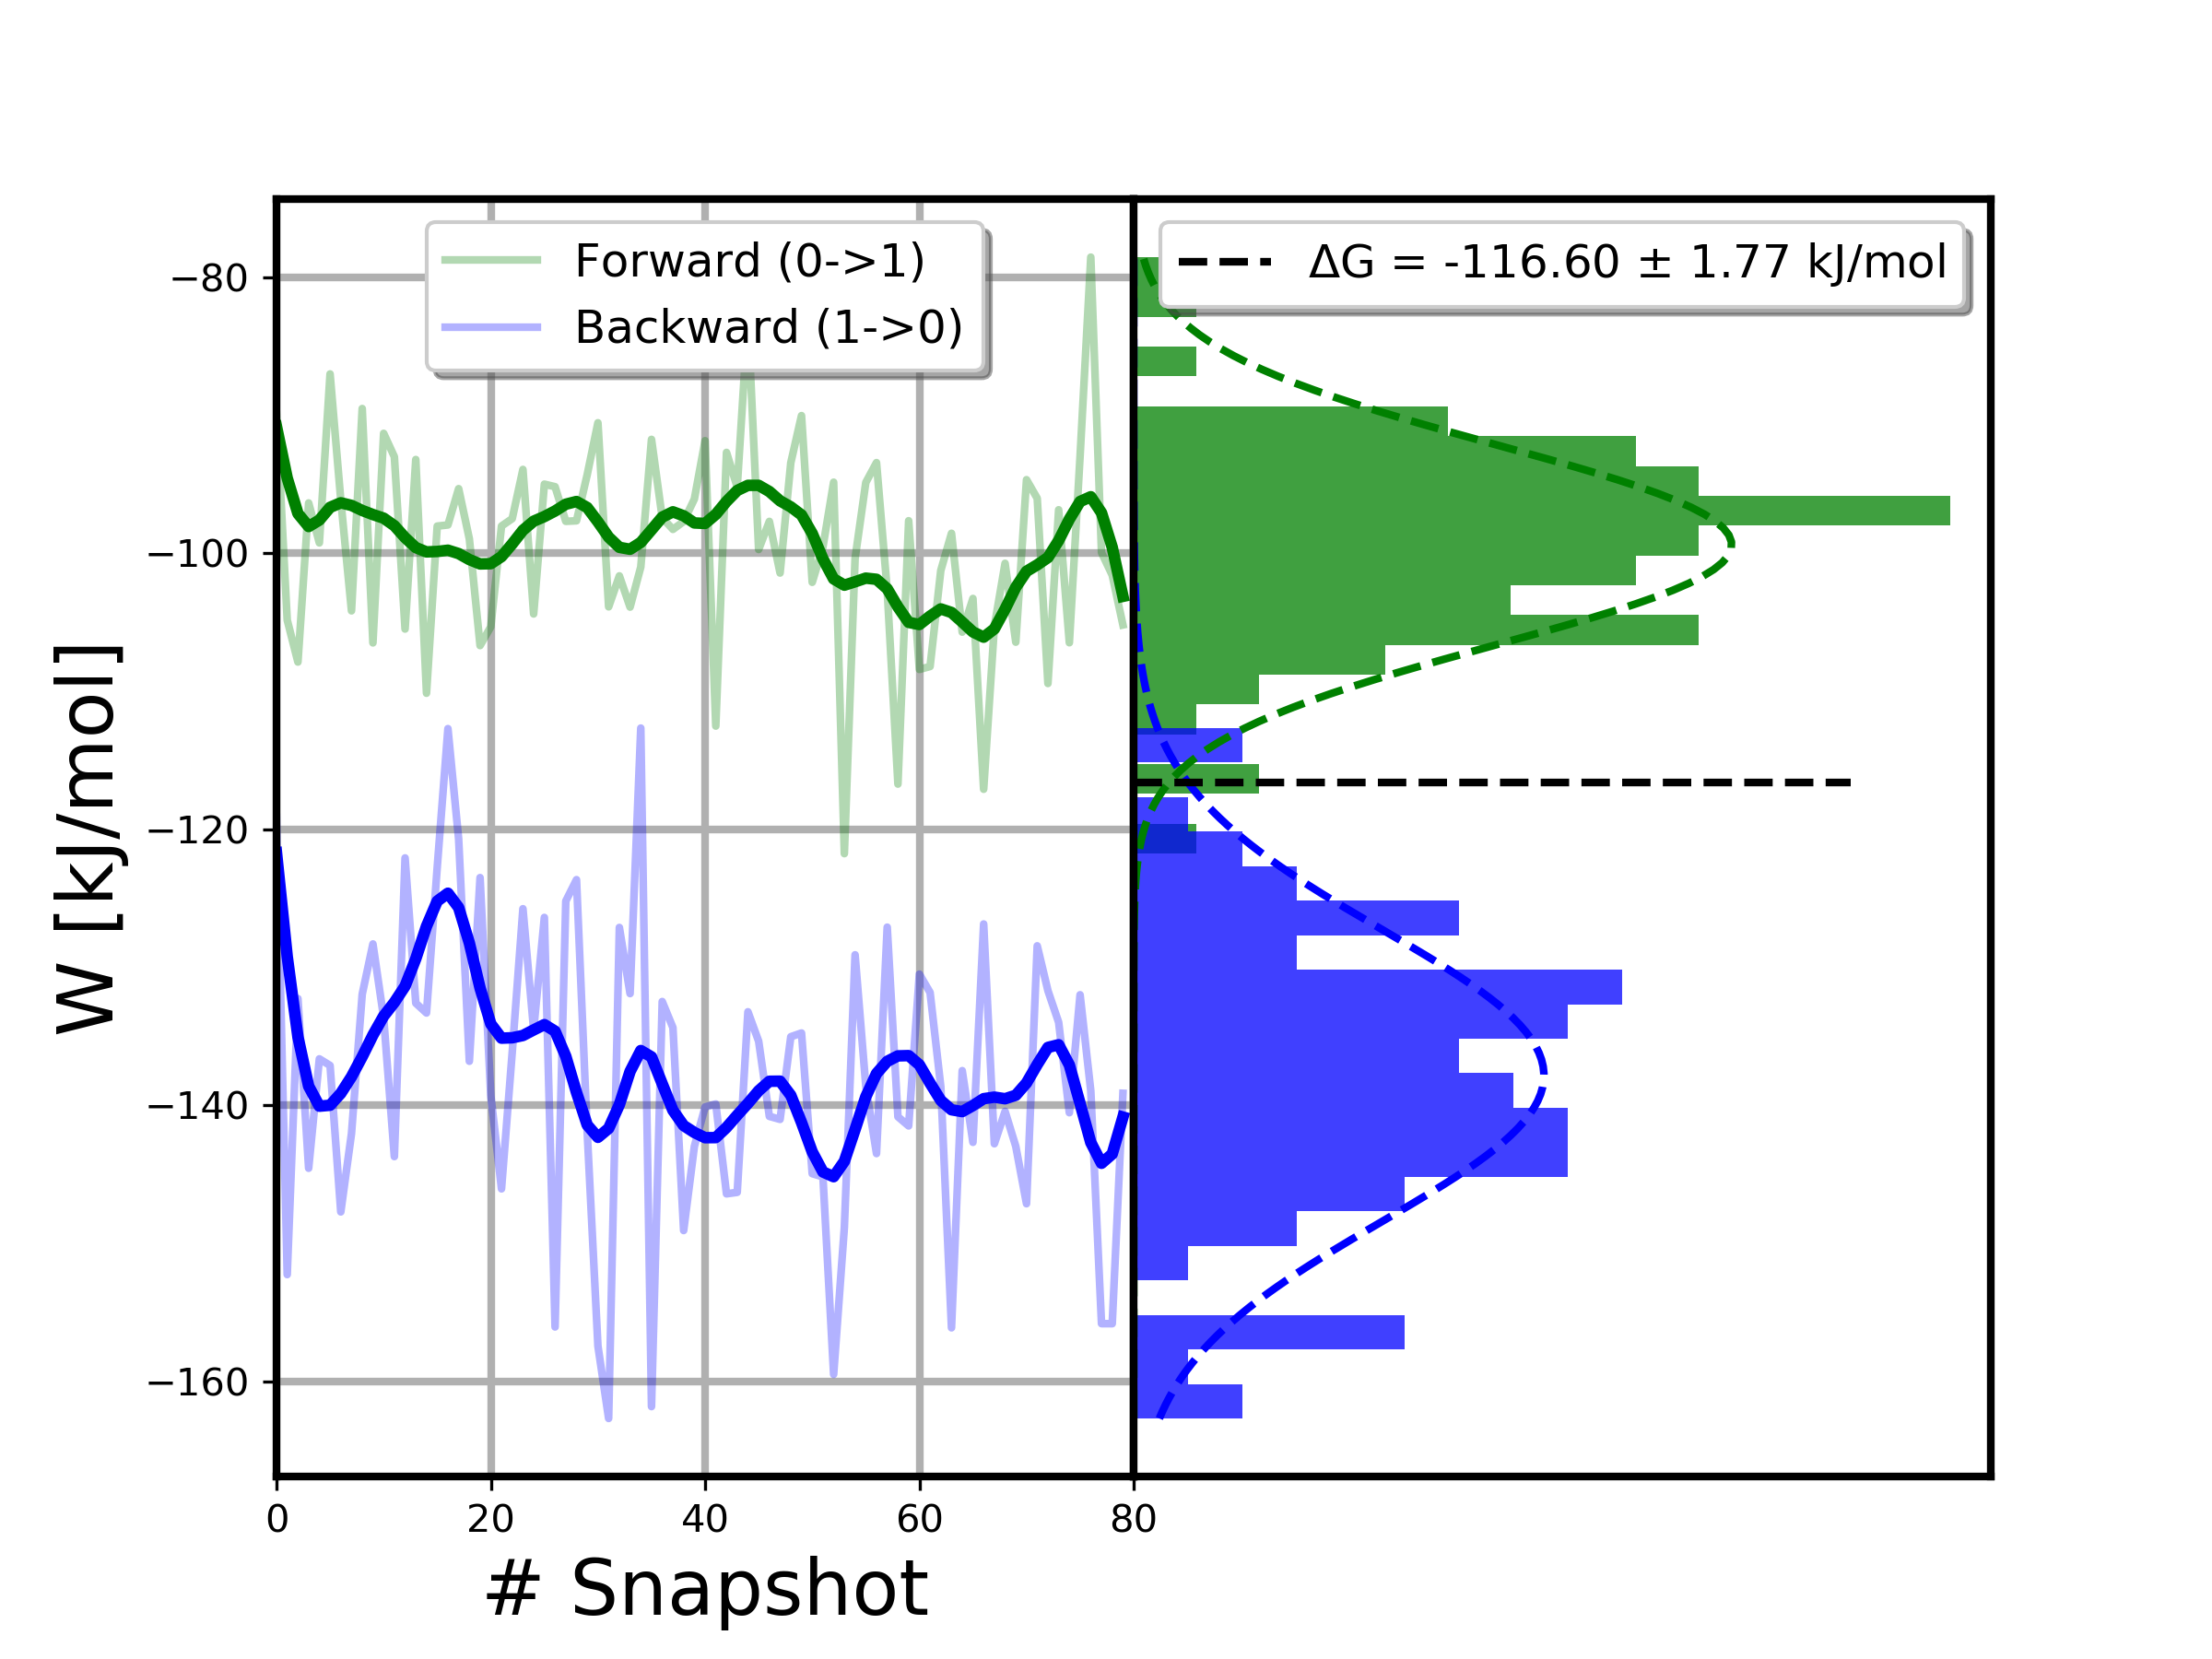 Forward (0->1)
Backward (1->0)
ΔG = -116.60 ± 1.77 kJ/mol
W [kJ/mol]
−80
−100
−120
−140
−160
0 20 40 60 80
# Snapshot